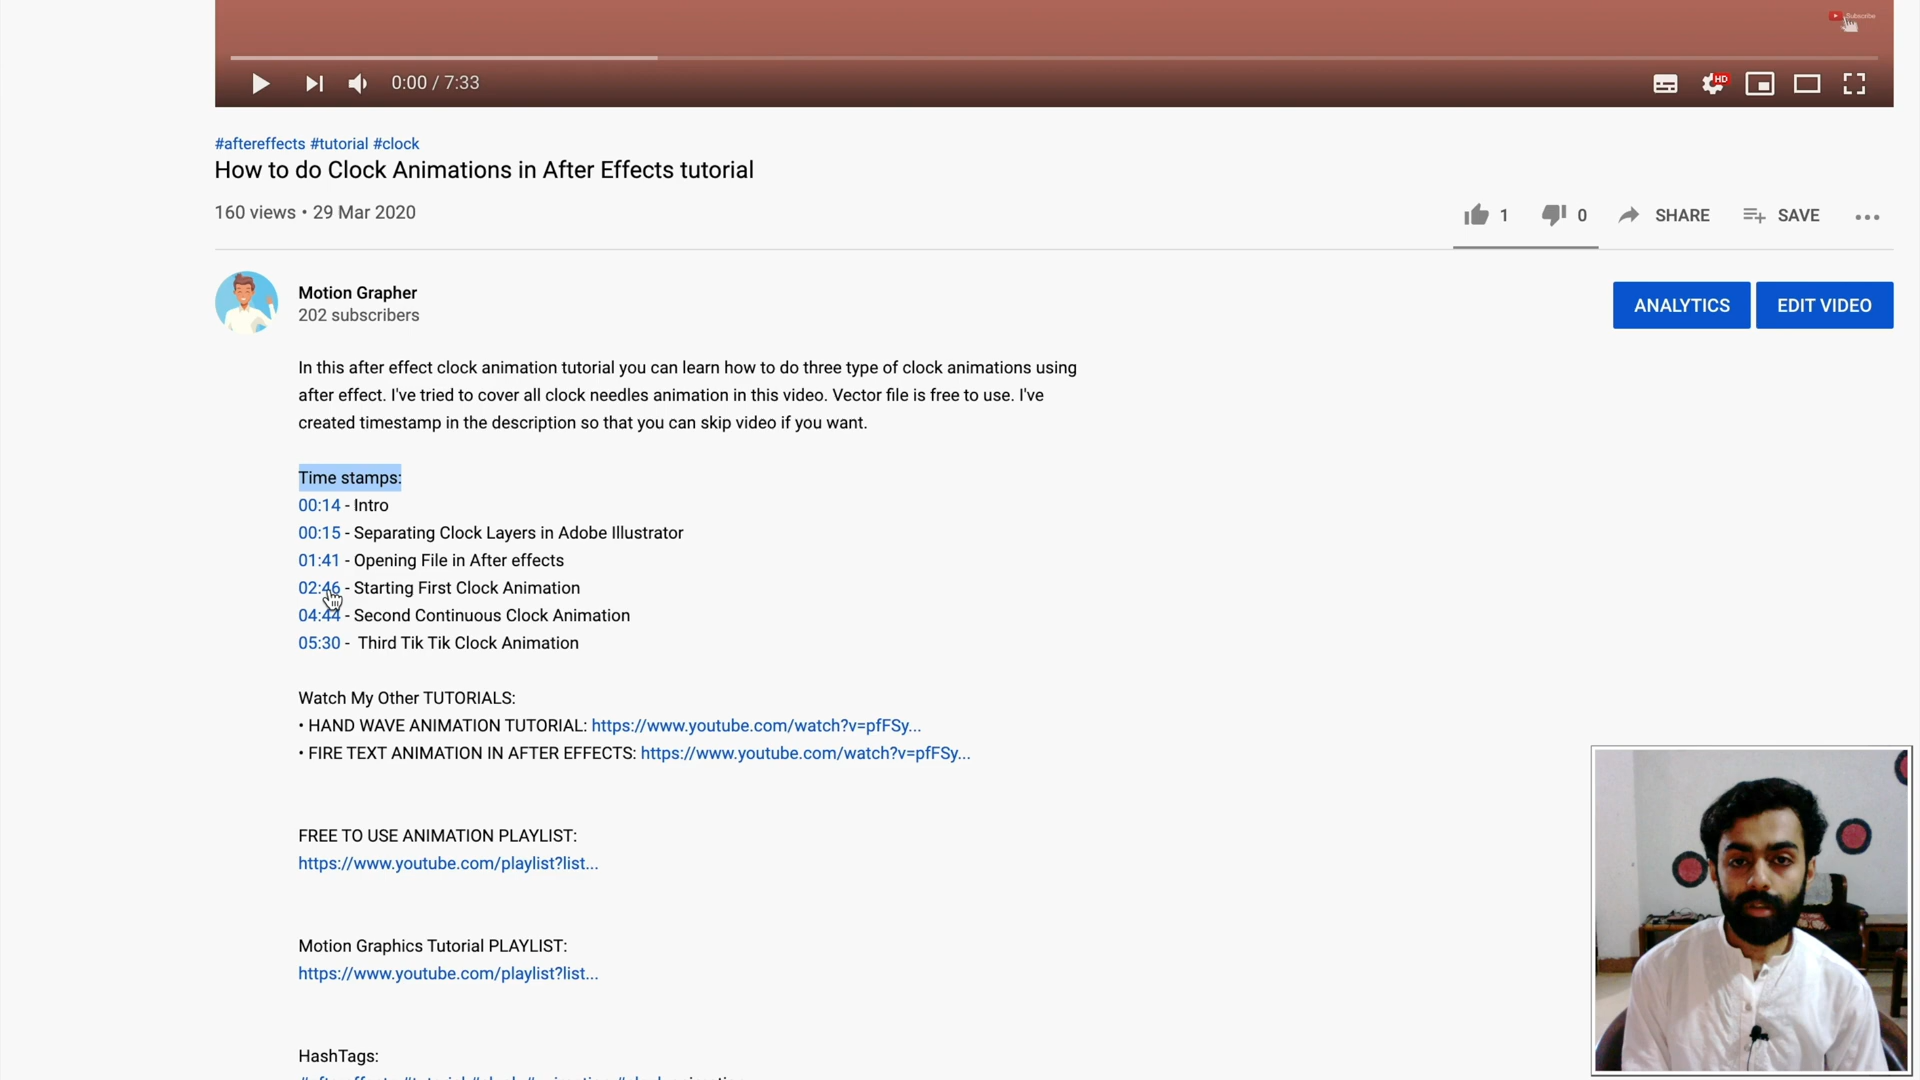 Subscribe
0:00 / 7:33
HD
#aftereffects #tutorial #clock
How to do Clock Animations in After Effects tutorial
160 views • 29 Mar 2020
1
0
SHARE
SAVE
Motion Grapher
202 subscribers
ANALYTICS
EDIT VIDEO
In this after effect clock animation tutorial you can learn how to do three type of clock animations using
after effect. I've tried to cover all clock needles animation in this video. Vector file is free to use. I've
created timestamp in the description so that you can skip video if you want.
Time stamps:
00:14 - Intro
00:15 - Separating Clock Layers in Adobe Illustrator
01:41 - Opening File in After effects
02:46 - Starting First Clock Animation
04:44 - Second Continuous Clock Animation
05:30 -  Third Tik Tik Clock Animation
Watch My Other TUTORIALS:
• HAND WAVE ANIMATION TUTORIAL: https://www.youtube.com/watch?v=pfFSy...
• FIRE TEXT ANIMATION IN AFTER EFFECTS: https://www.youtube.com/watch?v=pfFSy...
FREE TO USE ANIMATION PLAYLIST:
https://www.youtube.com/playlist?list...
Motion Graphics Tutorial PLAYLIST:
https://www.youtube.com/playlist?list...
HashTags: